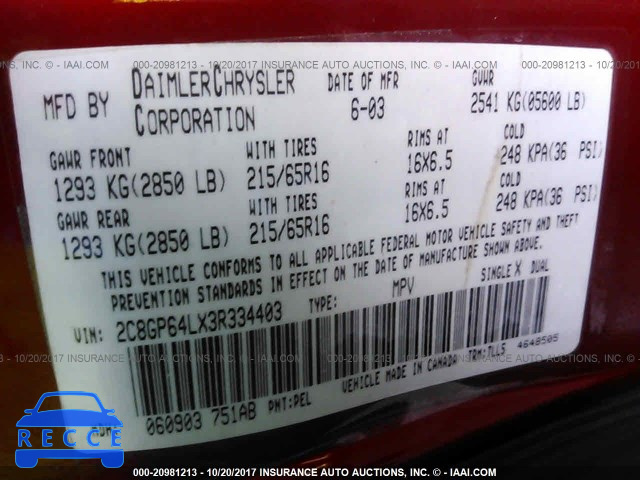 000-20981213 - 10/20/2017 INSURANCE AUTO AUCTIONS, INC. - IAAI.COM
MFD BY DAIMLERCHRYSLER CORPORATION
DATE OF MFR 6-03
GVWR 2541 KG(05600 LB)
GAWR FRONT 1293 KG(2850 LB)
WITH TIRES 215/65R16
RIMS AT 16X6.5
COLD 248 KPA(36 PSI)
GAWR REAR 1293 KG(2850 LB)
WITH TIRES 215/65R16
RIMS AT 16X6.5
COLD 248 KPA(36 PSI)
THIS VEHICLE CONFORMS TO ALL APPLICABLE FEDERAL MOTOR VEHICLE SAFETY AND THEFT
PREVENTION STANDARDS IN EFFECT ON THE DATE OF MANUFACTURE SHOWN ABOVE.
VIN: 2C8GP64LX3R334403 TYPE: MPV SINGLE X DUAL
060903 751AB PNT:PEL VEHICLE MADE IN CANADA TRM:7LL5 4648505
RECCE
000-20981213 - 10/20/2017 INSURANCE AUTO AUCTIONS, INC. - IAAI.COM